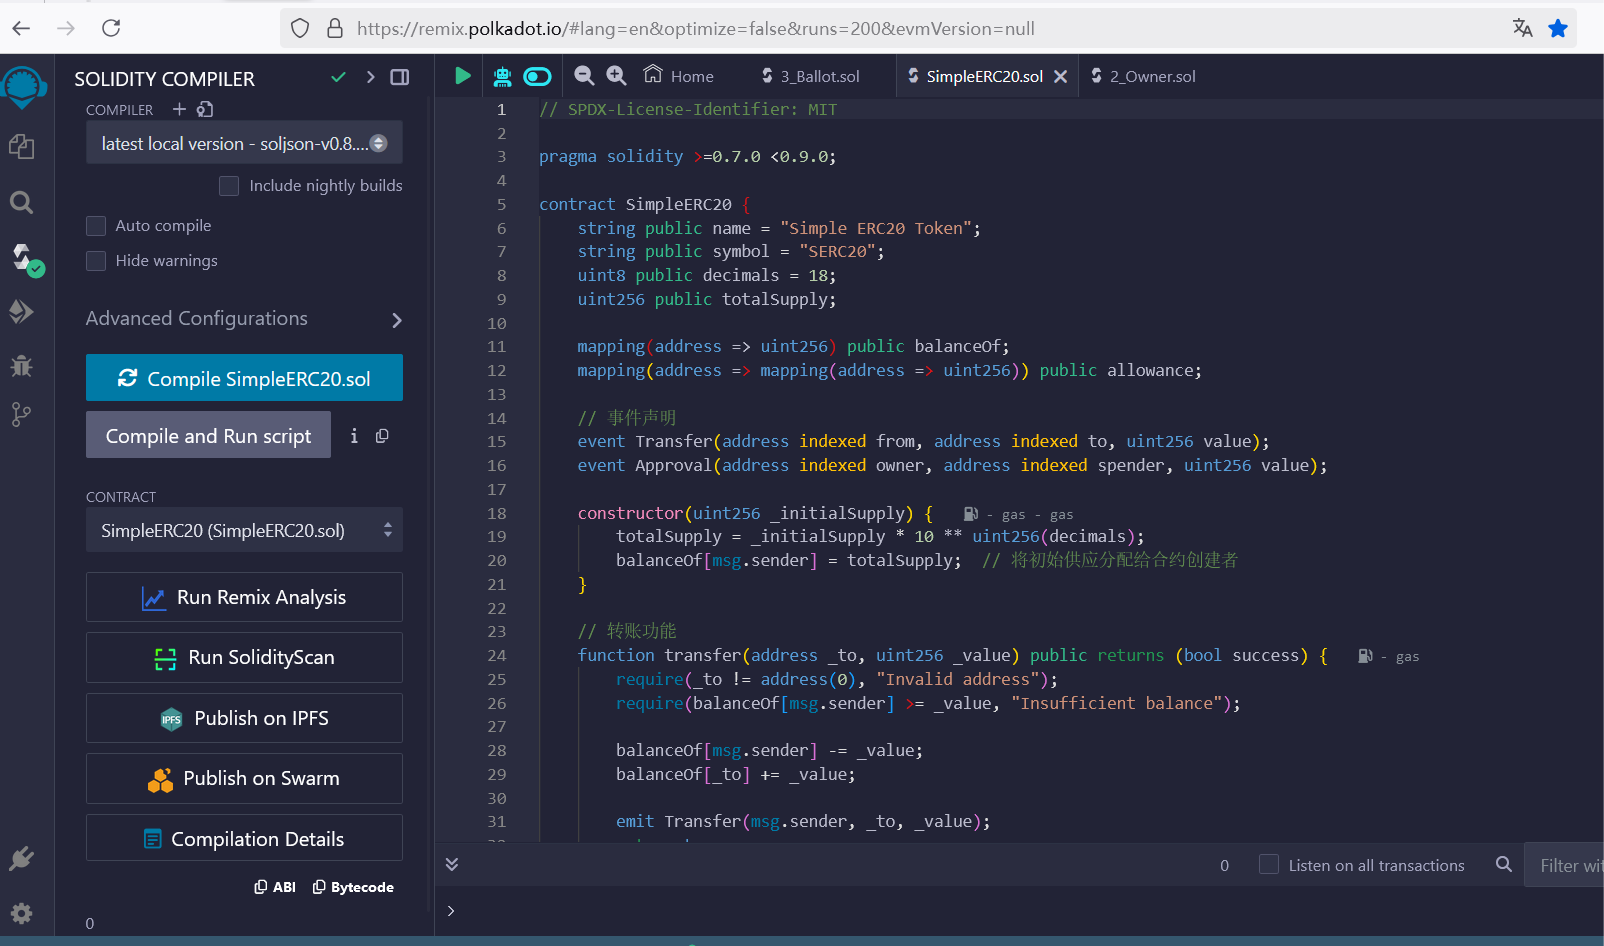 https://remix.polkadot.io/#lang=en&optimize=false&runs=200&evmVersion=null
SOLIDITY COMPILER
COMPILER
latest local version - soljson-v0.8....
Include nightly builds
Auto compile
Hide warnings
Advanced Configurations
Compile SimpleERC20.sol
Compile and Run script
i
CONTRACT
SimpleERC20 (SimpleERC20.sol)
Run Remix Analysis
Run SolidityScan
IPFS Publish on IPFS
Publish on Swarm
Compilation Details
ABI Bytecode
0
Home 3_Ballot.sol SimpleERC20.sol 2_Owner.sol
1 // SPDX-License-Identifier: MIT
2
3 pragma solidity >=0.7.0 <0.9.0;
4
5 contract SimpleERC20 {
6 string public name = "Simple ERC20 Token";
7 string public symbol = "SERC20";
8 uint8 public decimals = 18;
9 uint256 public totalSupply;
10
11 mapping(address => uint256) public balanceOf;
12 mapping(address => mapping(address => uint256)) public allowance;
13
14 // 事件声明
15 event Transfer(address indexed from, address indexed to, uint256 value);
16 event Approval(address indexed owner, address indexed spender, uint256 value);
17
18 constructor(uint256 _initialSupply) { - gas - gas
19 totalSupply = _initialSupply * 10 ** uint256(decimals);
20 balanceOf[msg.sender] = totalSupply; // 将初始供应分配给合约创建者
21 }
22
23 // 转账功能
24 function transfer(address _to, uint256 _value) public returns (bool success) { - gas
25 require(_to != address(0), "Invalid address");
26 require(balanceOf[msg.sender] >= _value, "Insufficient balance");
27
28 balanceOf[msg.sender] -= _value;
29 balanceOf[_to] += _value;
30
31 emit Transfer(msg.sender, _to, _value);
0 Listen on all transactions Filter wi
>